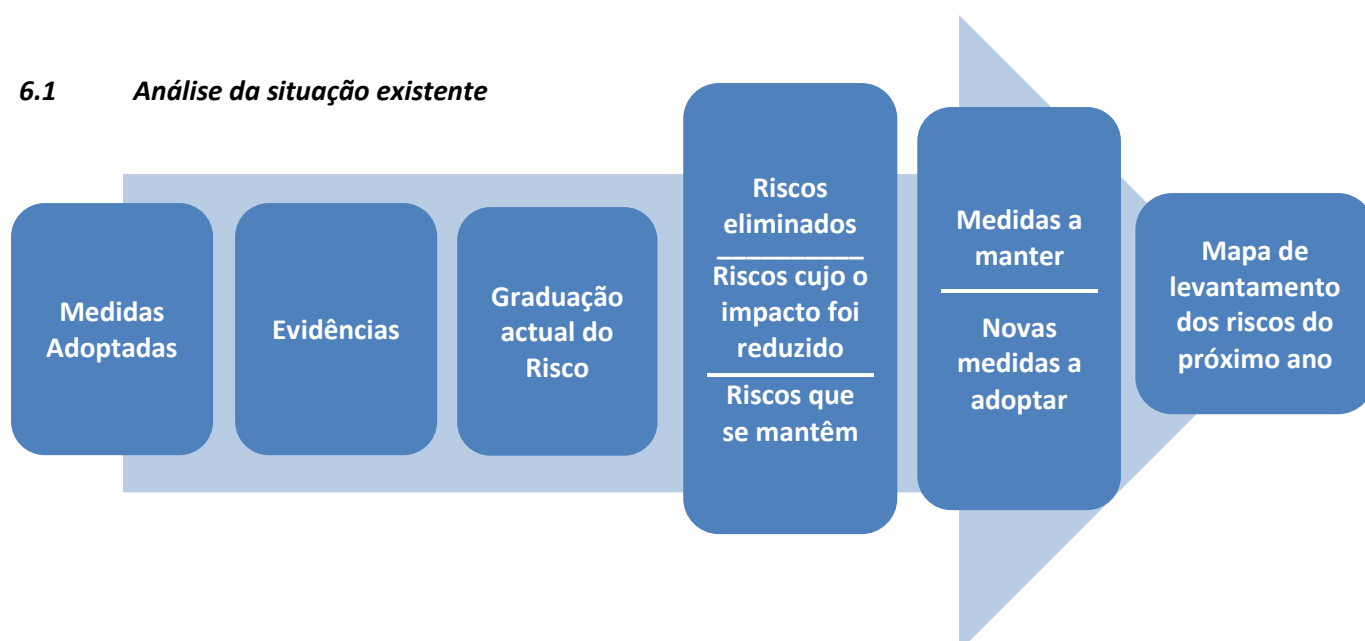 6.1 Análise da situação existente
Medidas
Adoptadas
Evidências
Graduação
actual do
Risco
Riscos
eliminados
Riscos cujo o
impacto foi
reduzido
Riscos que
se mantêm
Medidas a
manter
Novas
medidas a
adoptar
Mapa de
levantamento
dos riscos do
próximo ano